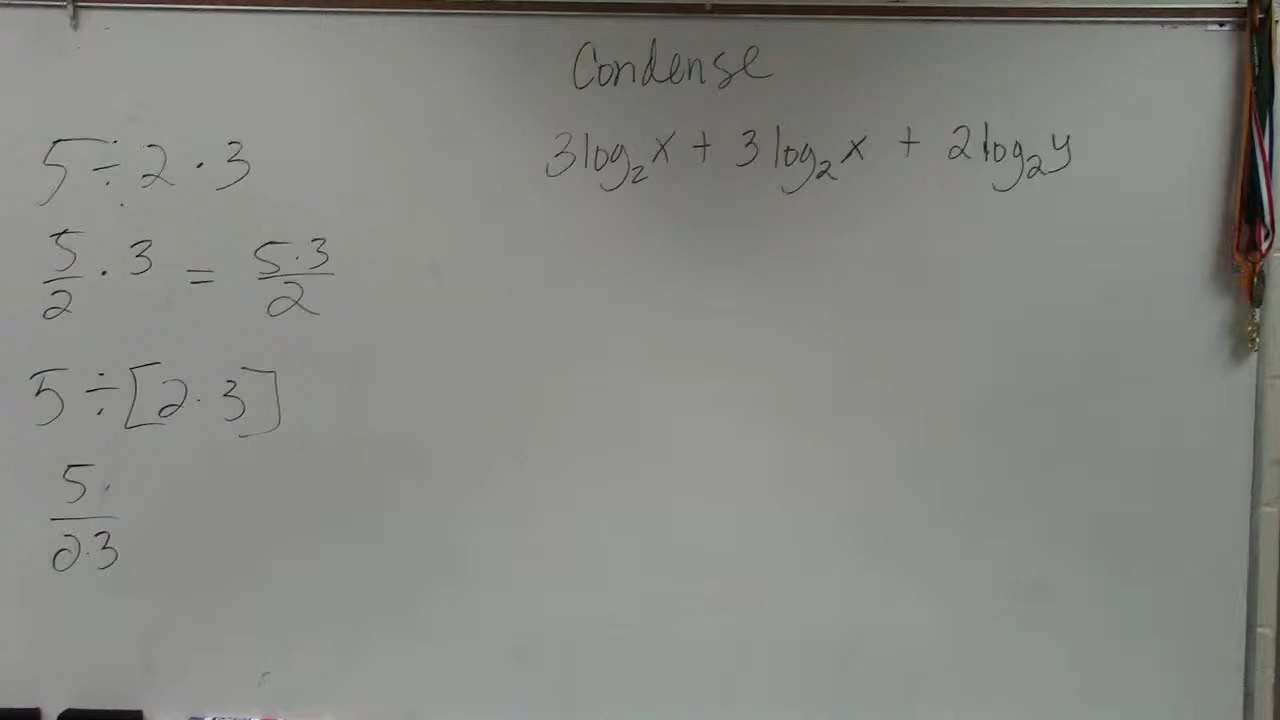 Condense
3log₂x + 3log₂x + 2log₂y
5÷2·3
5/2 · 3 = 5·3/2
5÷[2·3]
5/2·3